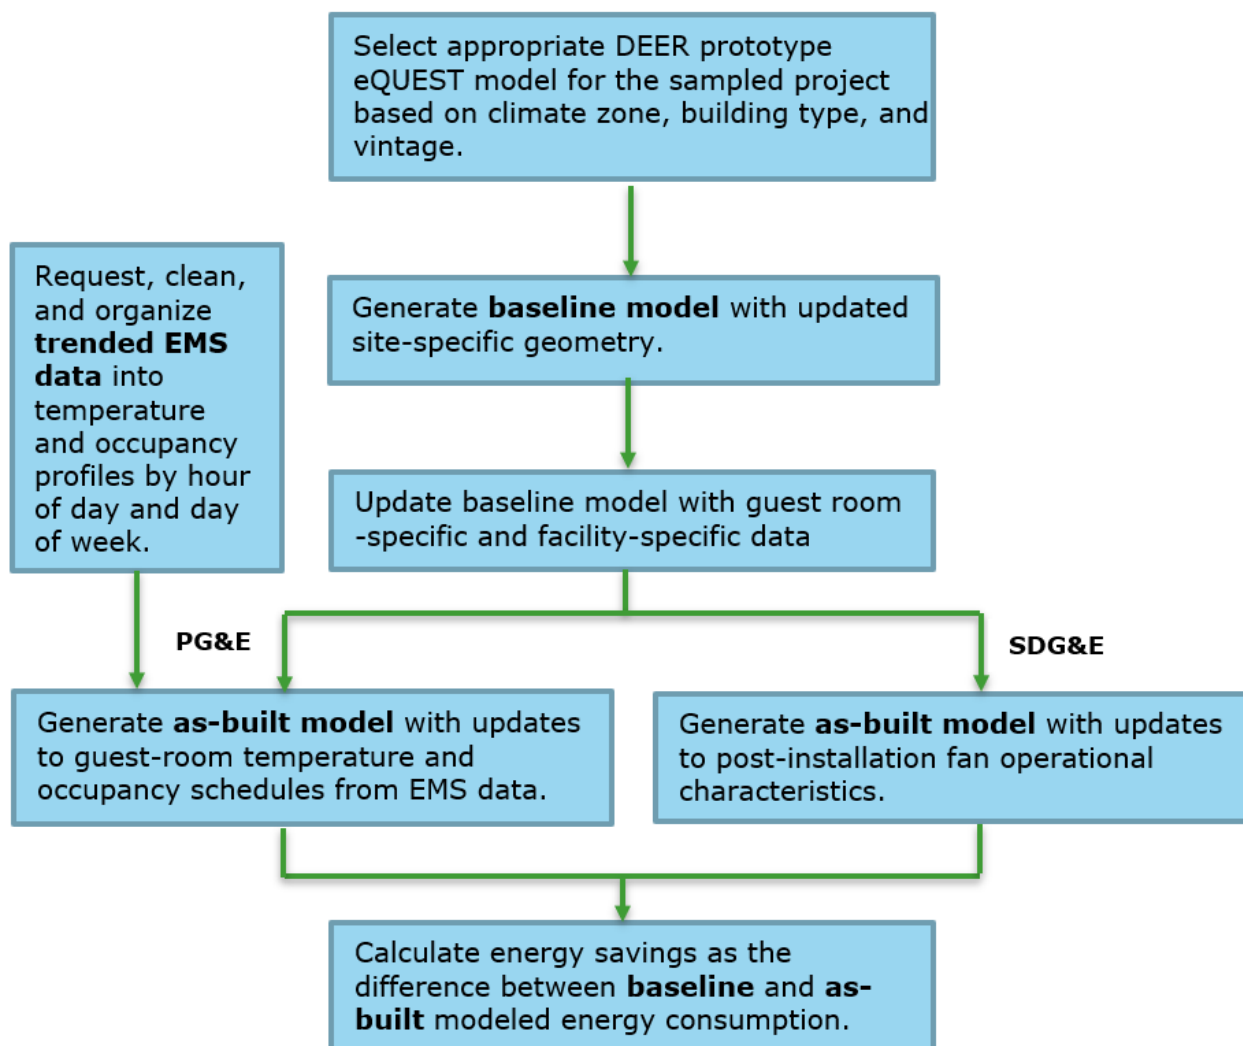 Select appropriate DEER prototype
eQUEST model for the sampled project
based on climate zone, building type, and
vintage.
Request, clean,
and organize
trended EMS
data into
temperature
and occupancy
profiles by hour
of day and day
of week.
Generate baseline model with updated
site-specific geometry.
Update baseline model with guest room
-specific and facility-specific data
PG&E
SDG&E
Generate as-built model with updates
to guest-room temperature and
occupancy schedules from EMS data.
Generate as-built model with updates
to post-installation fan operational
characteristics.
Calculate energy savings as the
difference between baseline and as-
built modeled energy consumption.